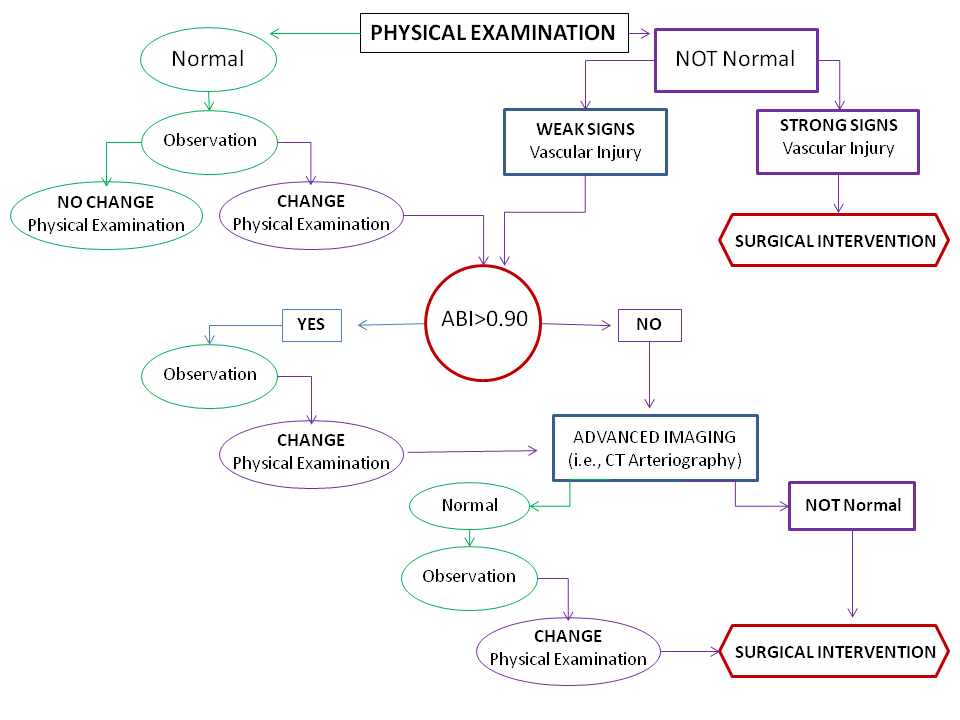 PHYSICAL EXAMINATION
Normal
NOT Normal
Observation
WEAK SIGNS
Vascular Injury
STRONG SIGNS
Vascular Injury
NO CHANGE
Physical Examination
CHANGE
Physical Examination
SURGICAL INTERVENTION
ABI>0.90
YES
NO
Observation
CHANGE
Physical Examination
ADVANCED IMAGING
(i.e., CT Arteriography)
Normal
NOT Normal
Observation
CHANGE
Physical Examination
SURGICAL INTERVENTION